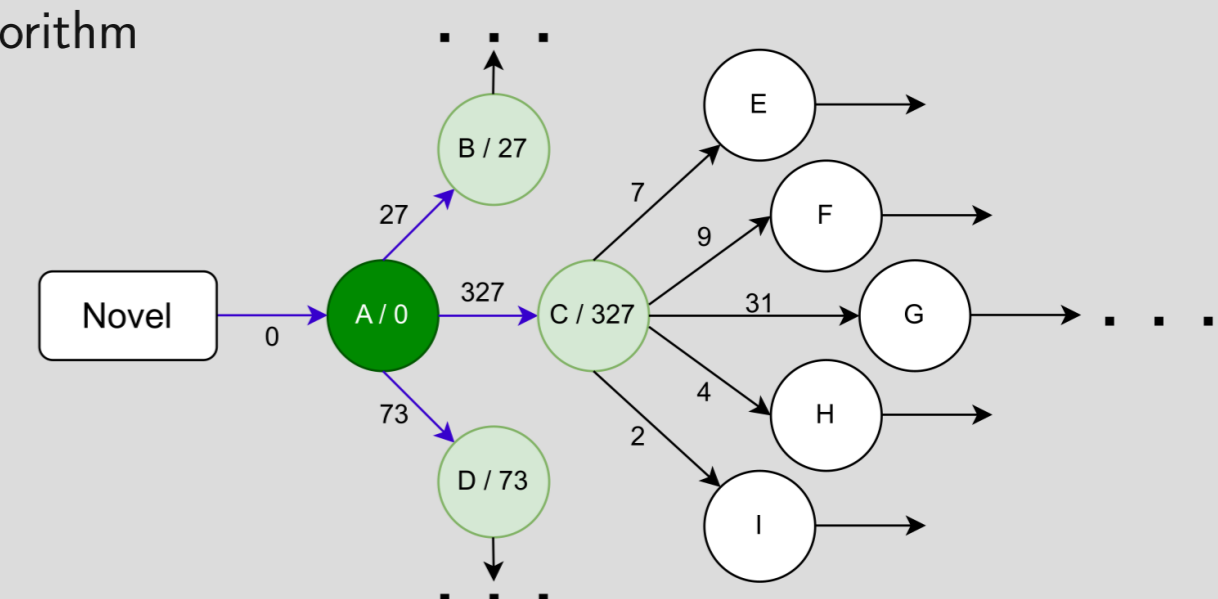 orithm
. . .
E
B / 27
7
F
27
9
327
31
Novel
A / 0
C / 327
G
. . .
0
4
73
H
2
D / 73
I
. . .